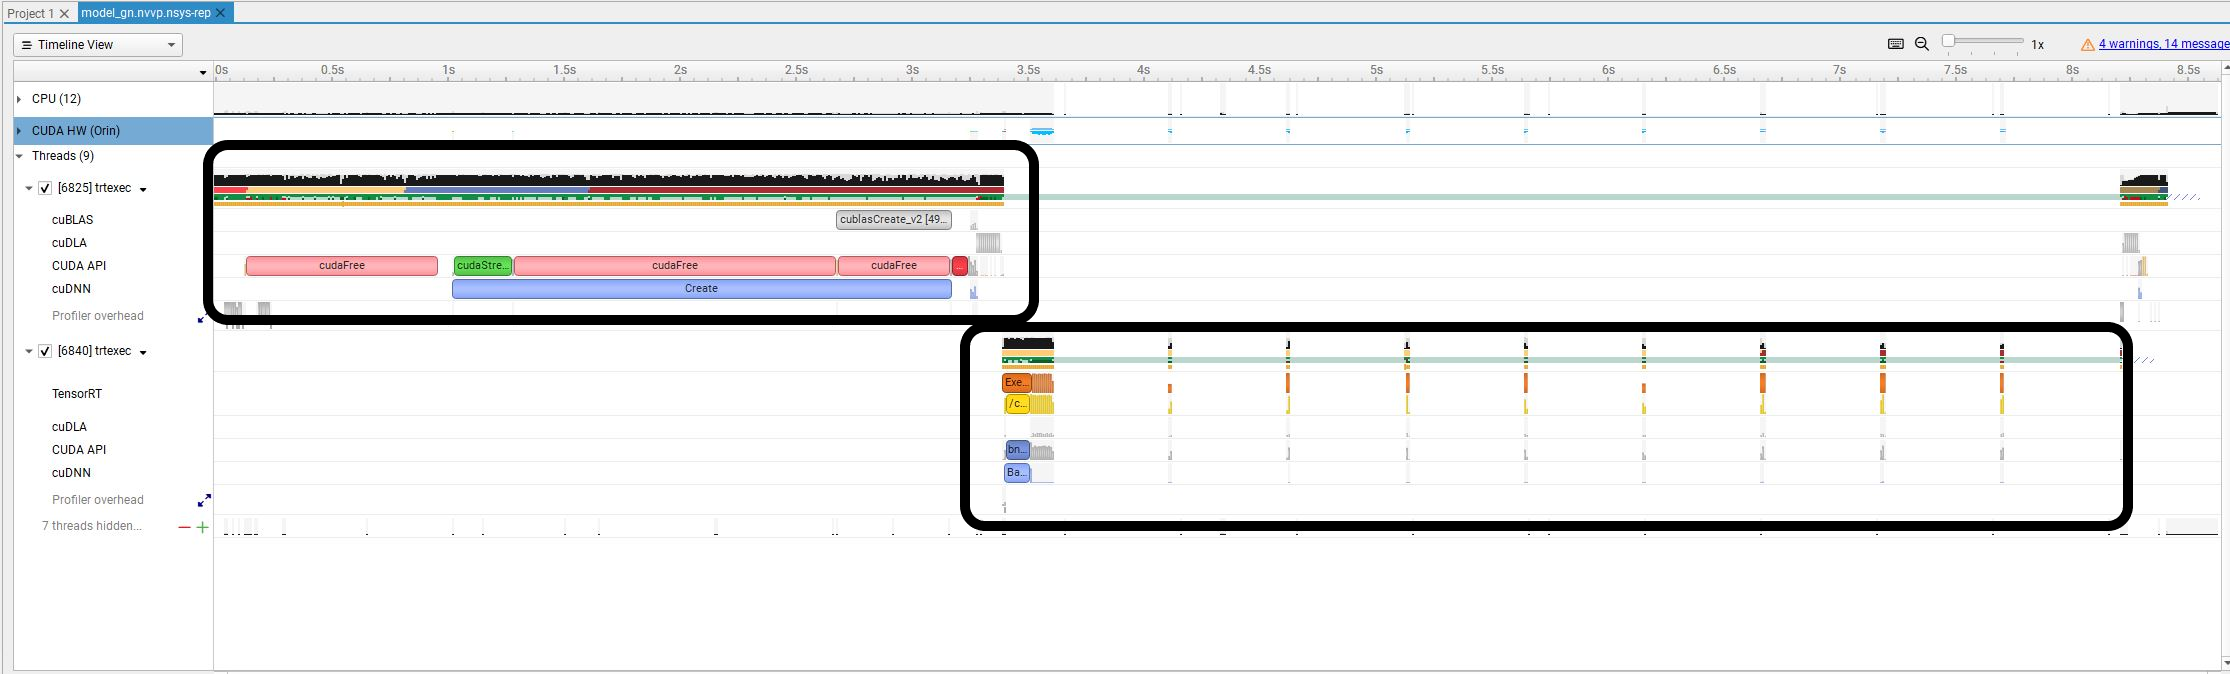 Project 1 model_gn.nvvp.nsys-rep
Timeline View 1x 4 warnings, 14 message
0s 0.5s 1s 1.5s 2s 2.5s 3s 3.5s 4s 4.5s 5s 5.5s 6s 6.5s 7s 7.5s 8s 8.5s
CPU (12)
CUDA HW (Orin)
Threads (9)
[6825] trtexec
cuBLAS cublasCreate_v2 [49...
cuDLA
CUDA API cudaFree cudaStre... cudaFree cudaFree ...
cuDNN Create
Profiler overhead
[6840] trtexec
Exe...
TensorRT
/c...
cuDLA
CUDA API bn...
cuDNN Ba...
Profiler overhead
7 threads hidden...